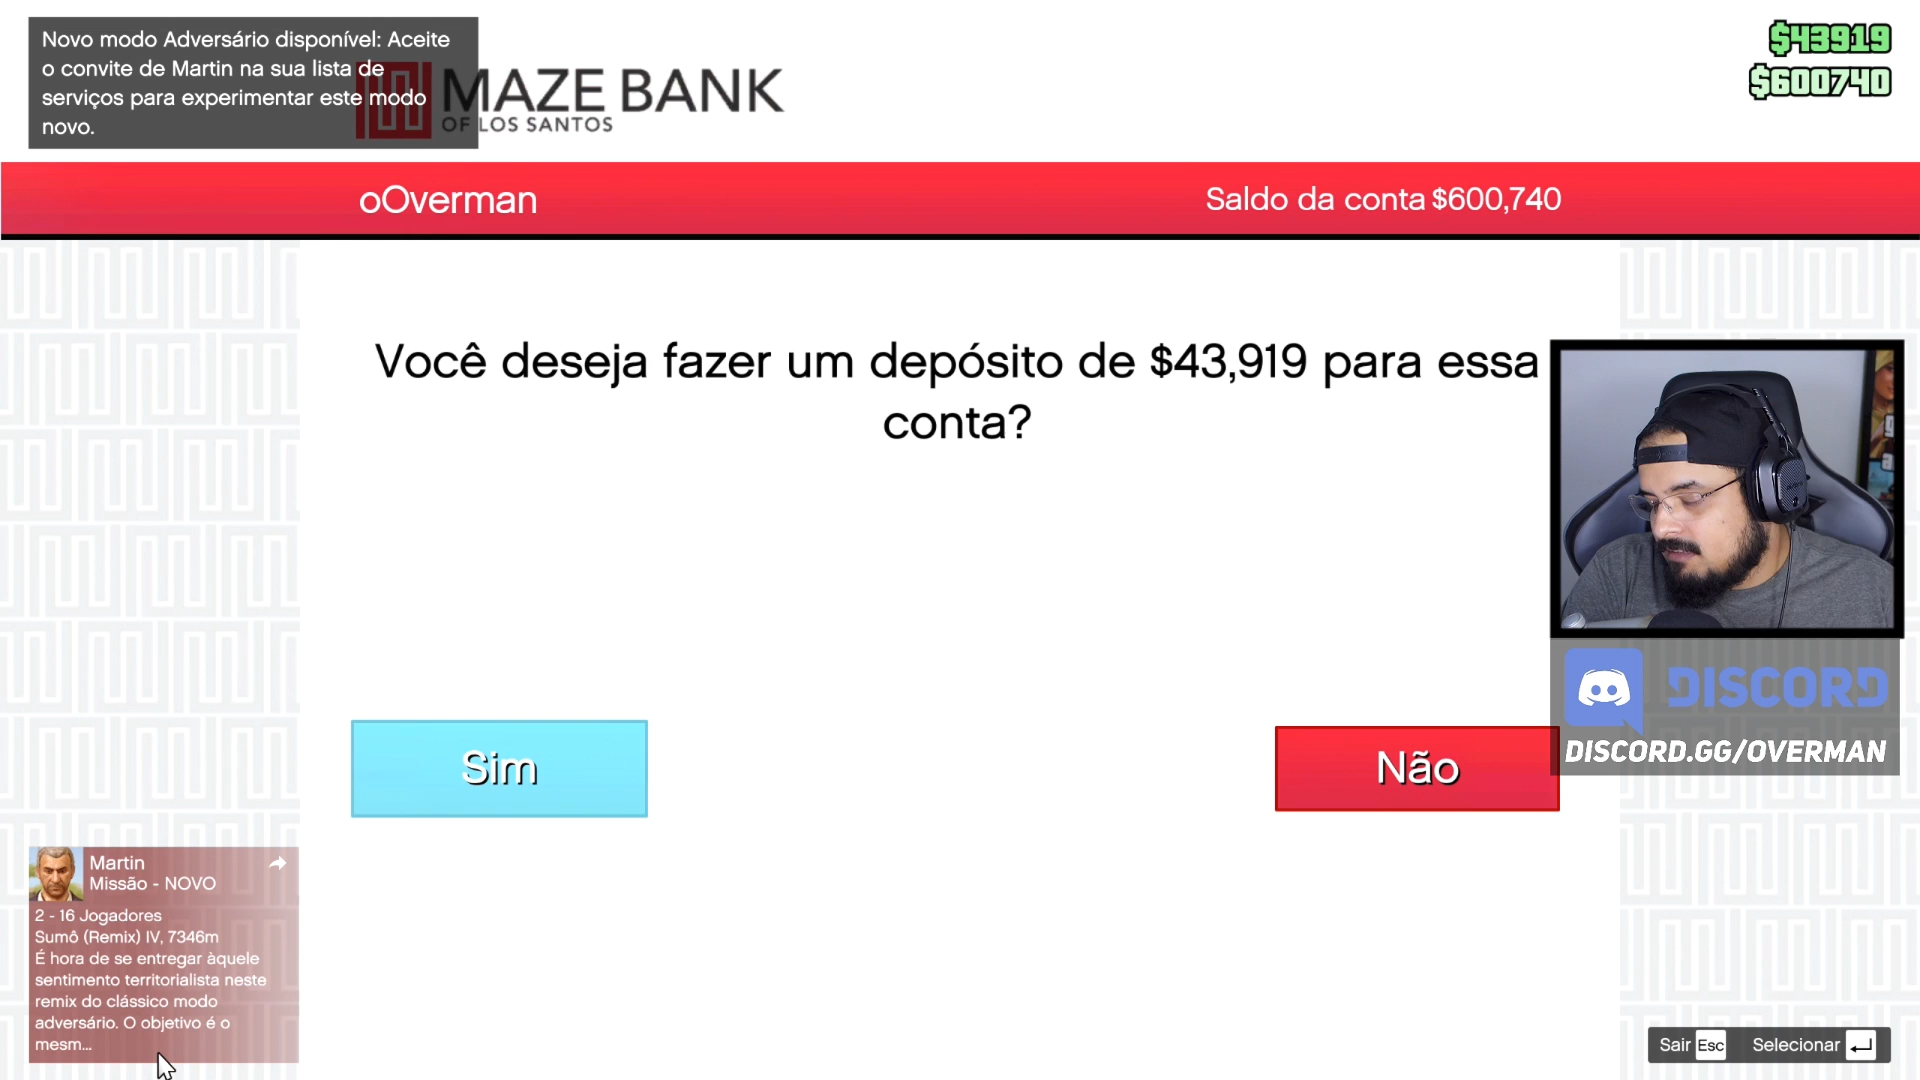 Novo modo Adversário disponível: Aceite
o convite de Martin na sua lista de
serviços para experimentar este modo
novo.
MAZE BANK
OF LOS SANTOS
$43919
$600740
oOverman
Saldo da conta $600,740
Você deseja fazer um depósito de $43,919 para essa
conta?
Sim
Não
DISCORD
DISCORD.GG/OVERMAN
Martin
Missão - NOVO
2 - 16 Jogadores
Sumô (Remix) IV, 7346m
É hora de se entregar àquele
sentimento territorialista neste
remix do clássico modo
adversário. O objetivo é o
mesm...
Sair Esc Selecionar